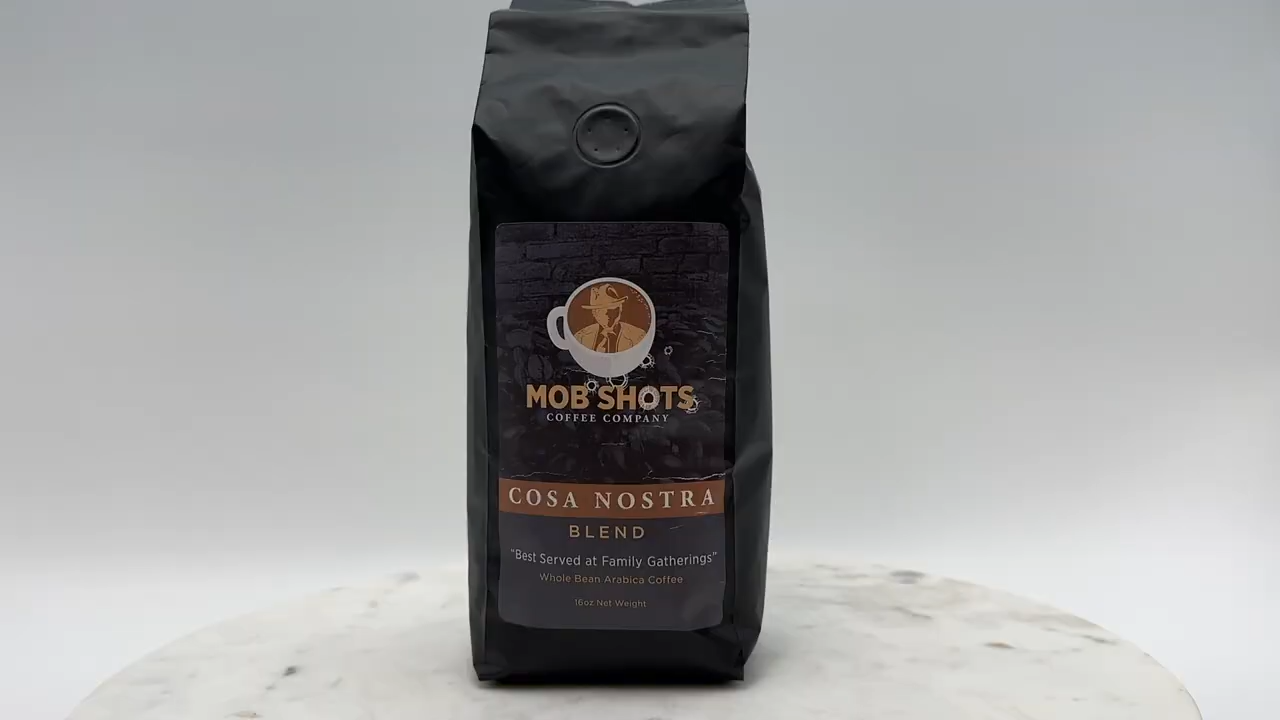 MOB SHOTS
COFFEE COMPANY
COSA NOSTRA
BLEND
"Best Served at Family Gatherings"
Whole Bean Arabica Coffee
16oz Net Weight